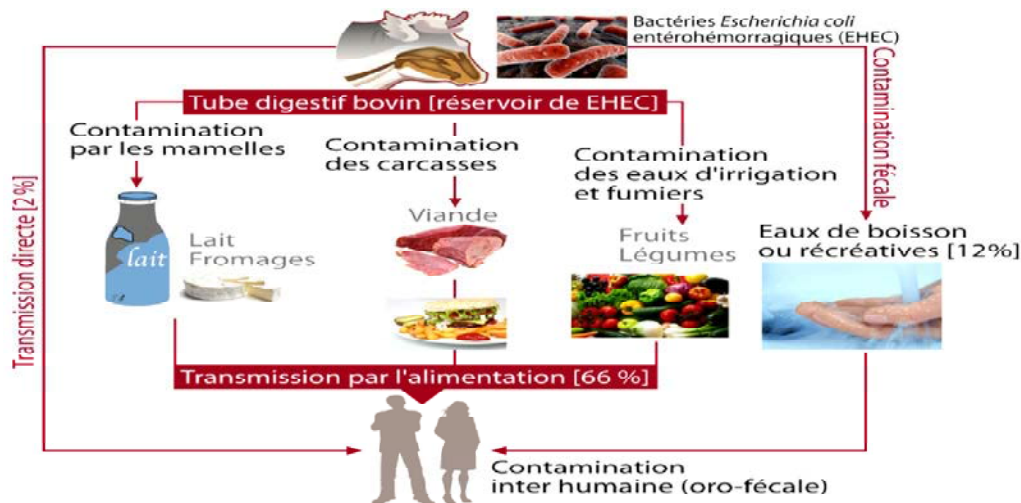 Bactéries Escherichia coli
entérohémorragiques (EHEC)
Tube digestif bovin [réservoir de EHEC]
Contamination
par les mamelles
Contamination
des carcasses
Contamination
des eaux d'irrigation
et fumiers
Contamination fécale
Transmission directe [2%]
lait
Lait
Fromages
Viande
Fruits
Légumes
Eaux de boisson
ou récréatives [12%]
Transmission par l'alimentation [66 %]
Contamination
inter humaine (oro-fécale)